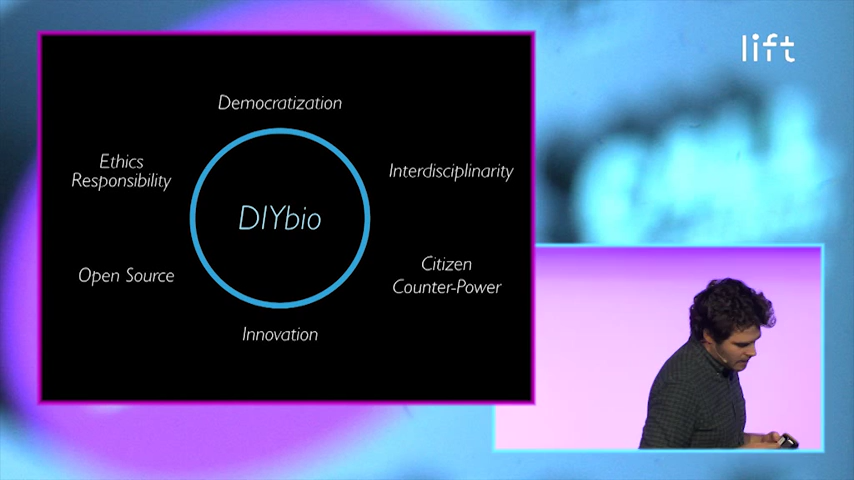 lift
Democratization
Ethics
Responsibility
Interdisciplinarity
DIYbio
Open Source
Citizen
Counter-Power
Innovation